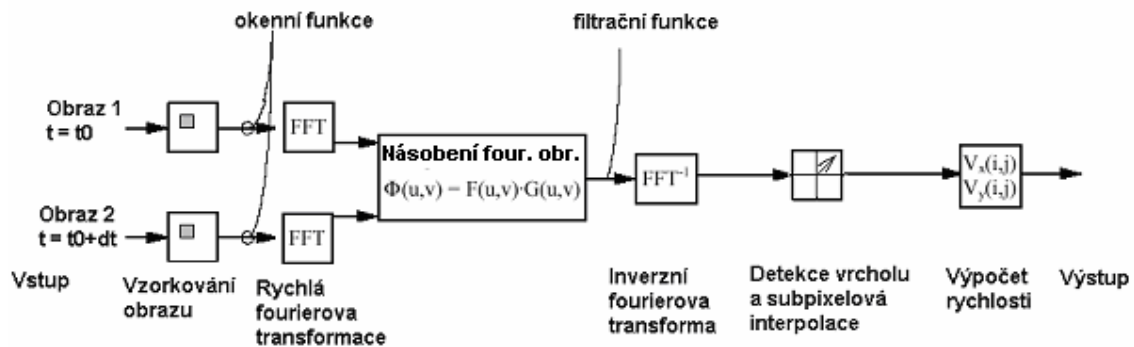 okenní funkce
filtrační funkce
Obraz 1
t = t0
FFT
Násobení four. obr.
Φ(u,v) = F(u,v)·G(u,v)
FFT⁻¹
Vx(i,j)
Vy(i,j)
Obraz 2
t = t0+dt
FFT
Vstup
Vzorkování
obrazu
Rychlá
fourierova
transformace
Inverzní
fourierova
transforma
Detekce vrcholu
a subpixelová
interpolace
Výpočet
rychlosti
Výstup